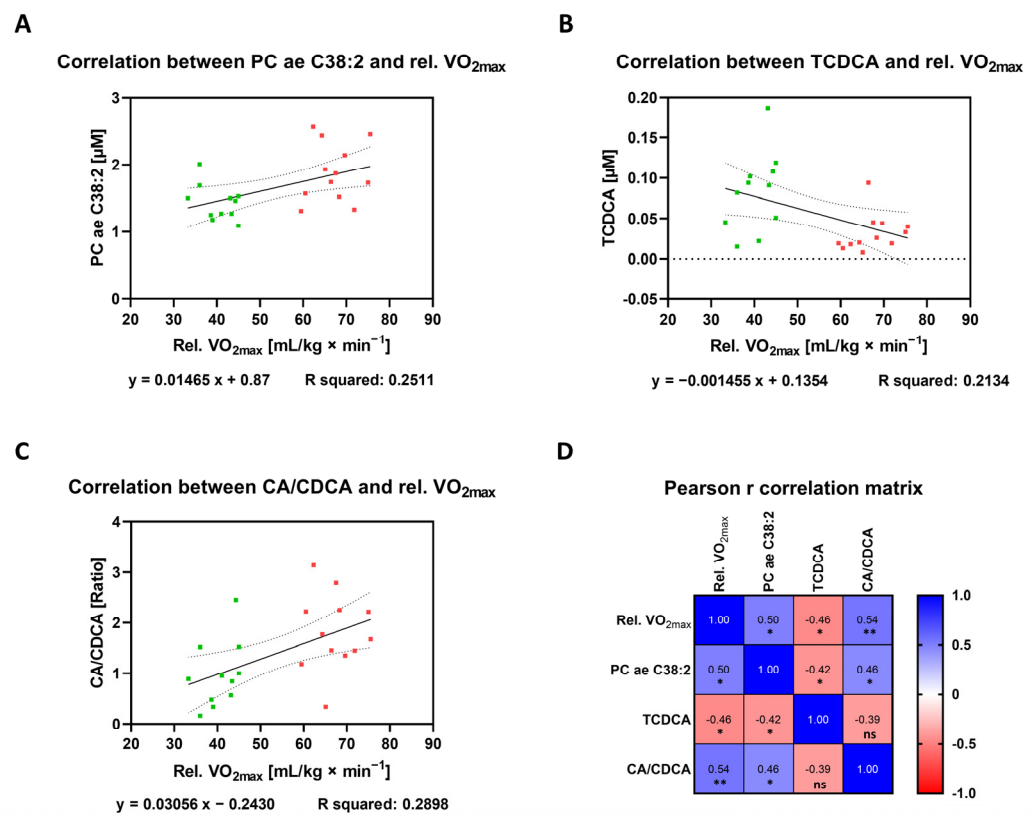 A
Correlation between PC ae C38:2 and rel. VO2max
PC ae C38:2 [µM]
3
2
1
0
20 30 40 50 60 70 80 90
Rel. VO2max [mL/kg × min−1]
y = 0.01465 x + 0.87 R squared: 0.2511
B
Correlation between TCDCA and rel. VO2max
TCDCA [µM]
0.20
0.15
0.10
0.05
0.00
-0.05
20 30 40 50 60 70 80 90
Rel. VO2max [mL/kg × min−1]
y = −0.001455 x + 0.1354 R squared: 0.2134
C
Correlation between CA/CDCA and rel. VO2max
CA/CDCA [Ratio]
4
3
2
1
0
20 30 40 50 60 70 80 90
Rel. VO2max [mL/kg × min−1]
y = 0.03056 x − 0.2430 R squared: 0.2898
D
Pearson r correlation matrix
Rel. VO2max PC ae C38:2 TCDCA CA/CDCA
Rel. VO2max 1.00 0.50 -0.46 0.54
* * **
PC ae C38:2 0.50 1.00 -0.42 0.46
* * *
TCDCA -0.46 -0.42 1.00 -0.39
* * ns
CA/CDCA 0.54 0.46 -0.39 1.00
** * ns
1.0
0.5
0
-0.5
-1.0